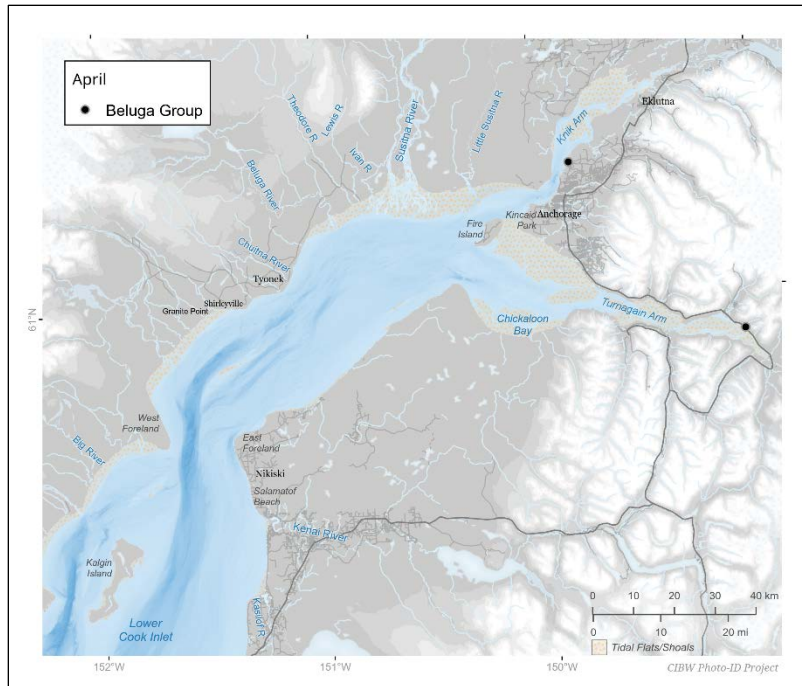 April
Beluga Group
Theodore R
Lewis R
Ivan R
Susitna River
Little Susitna R
Knik Arm
Eklutna
Beluga River
Fire
Island
Kincaid
Park
Anchorage
Chuitna River
Tyonek
Shirleyville
Granite Point
61°N
Chickaloon
Bay
Turnagain Arm
West
Foreland
East
Foreland
Big River
Nikiski
Salamatof
Beach
Kenai River
Kalgin
Island
Lower
Cook Inlet
Kasilof R
0 10 20 30 40 km
0 10 20 mi
Tidal Flats/Shoals
152°W
151°W
150°W
CIBW Photo-ID Project